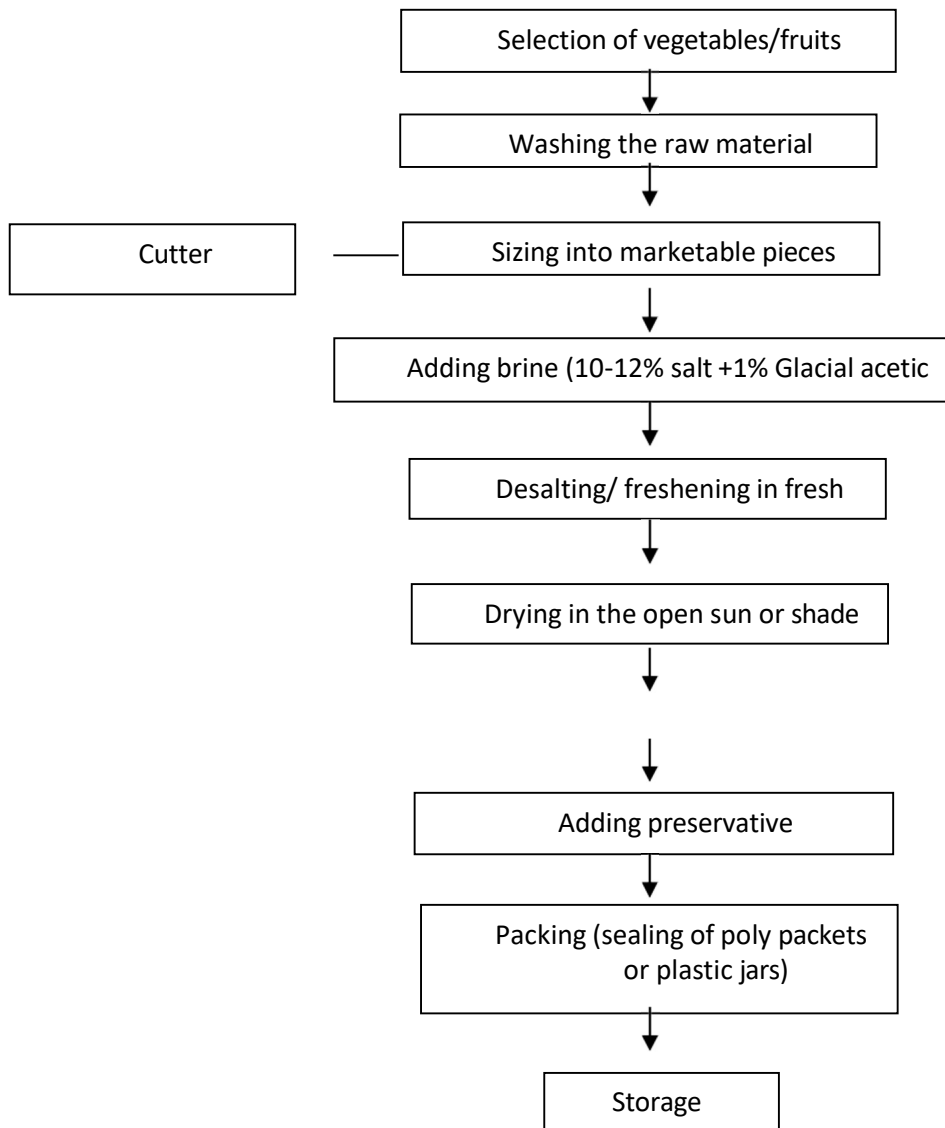 Selection of vegetables/fruits
Washing the raw material
Cutter
Sizing into marketable pieces
Adding brine (10-12% salt +1% Glacial acetic
Desalting/ freshening in fresh
Drying in the open sun or shade
Adding preservative
Packing (sealing of poly packets
or plastic jars)
Storage